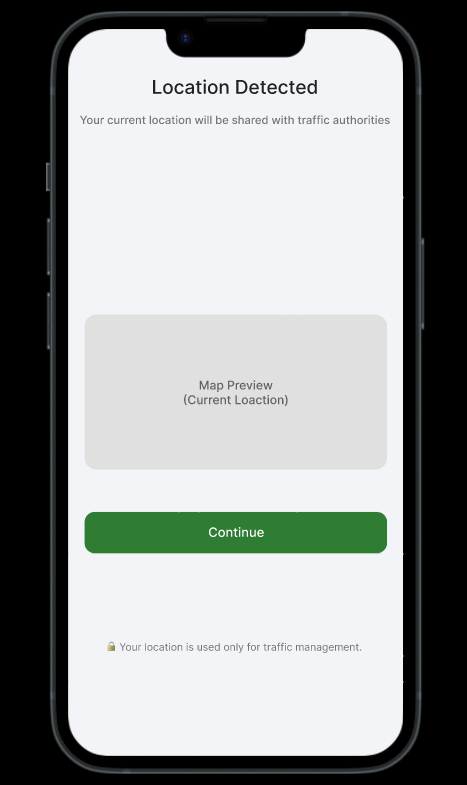 Location Detected
Your current location will be shared with traffic authorities
Map Preview
(Current Loaction)
Continue
🔒 Your location is used only for traffic management.